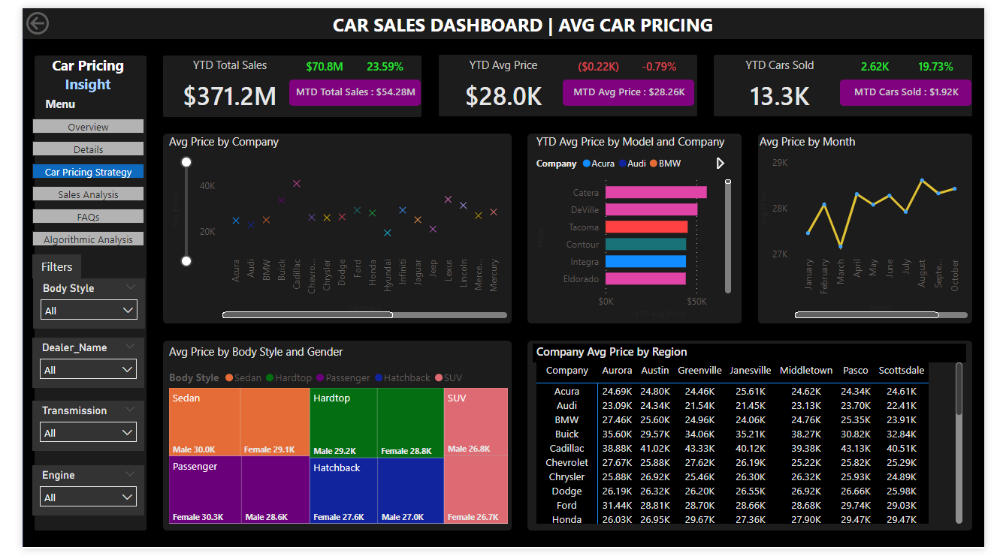 CAR SALES DASHBOARD | AVG CAR PRICING
Car Pricing
Insight
Menu
Overview
Details
Car Pricing Strategy
Sales Analysis
FAQs
Algorithmic Analysis
Filters
Body Style
All
Dealer_Name
All
Transmission
All
Engine
All
YTD Total Sales $70.8M 23.59%
$371.2M MTD Total Sales : $54.28M
YTD Avg Price ($0.22K) -0.79%
$28.0K MTD Avg Price : $28.26K
YTD Cars Sold 2.62K 19.73%
13.3K MTD Cars Sold : $1.92K
Avg Price by Company
Avg Price
40K
20K
Acura Audi BMW Buick Cadillac Chevro... Chrysler Dodge Ford Honda Hyundai Infiniti Jaguar Jeep Lexus Lincoln Merce... Mercury
YTD Avg Price by Model and Company
Company Acura Audi BMW
Model
Catera
DeVille
Tacoma
Contour
Integra
Eldorado
$0K $50K
YTD Avg Price
Avg Price by Month
Avg Price
29K
28K
27K
January February March April May June July August Septe... October
Avg Price by Body Style and Gender
Body Style Sedan Hardtop Passenger Hatchback SUV
Sedan
Male 30.0K Female 29.1K
Hardtop
Male 29.2K Female 28.8K
SUV
Male 26.8K
Female 26.7K
Passenger
Female 30.3K Male 28.6K
Hatchback
Female 27.6K Male 27.0K
Company Avg Price by Region
Company Aurora Austin Greenville Janesville Middletown Pasco Scottsdale
Acura 24.69K 24.80K 24.46K 25.61K 24.62K 24.34K 24.61K
Audi 23.09K 24.34K 21.54K 21.45K 23.13K 23.70K 22.41K
BMW 27.46K 25.60K 24.96K 24.06K 24.76K 25.35K 23.91K
Buick 35.60K 29.57K 34.06K 35.21K 38.27K 30.82K 32.84K
Cadillac 38.88K 41.02K 43.33K 40.12K 39.38K 43.13K 40.51K
Chevrolet 27.67K 25.88K 27.62K 26.19K 25.22K 25.82K 25.29K
Chrysler 25.88K 26.92K 25.46K 26.30K 26.32K 25.93K 24.89K
Dodge 26.19K 26.32K 26.20K 26.55K 26.92K 26.66K 25.98K
Ford 31.44K 28.81K 28.70K 28.66K 28.68K 29.74K 29.03K
Honda 26.03K 26.95K 29.67K 27.36K 27.90K 29.47K 29.47K